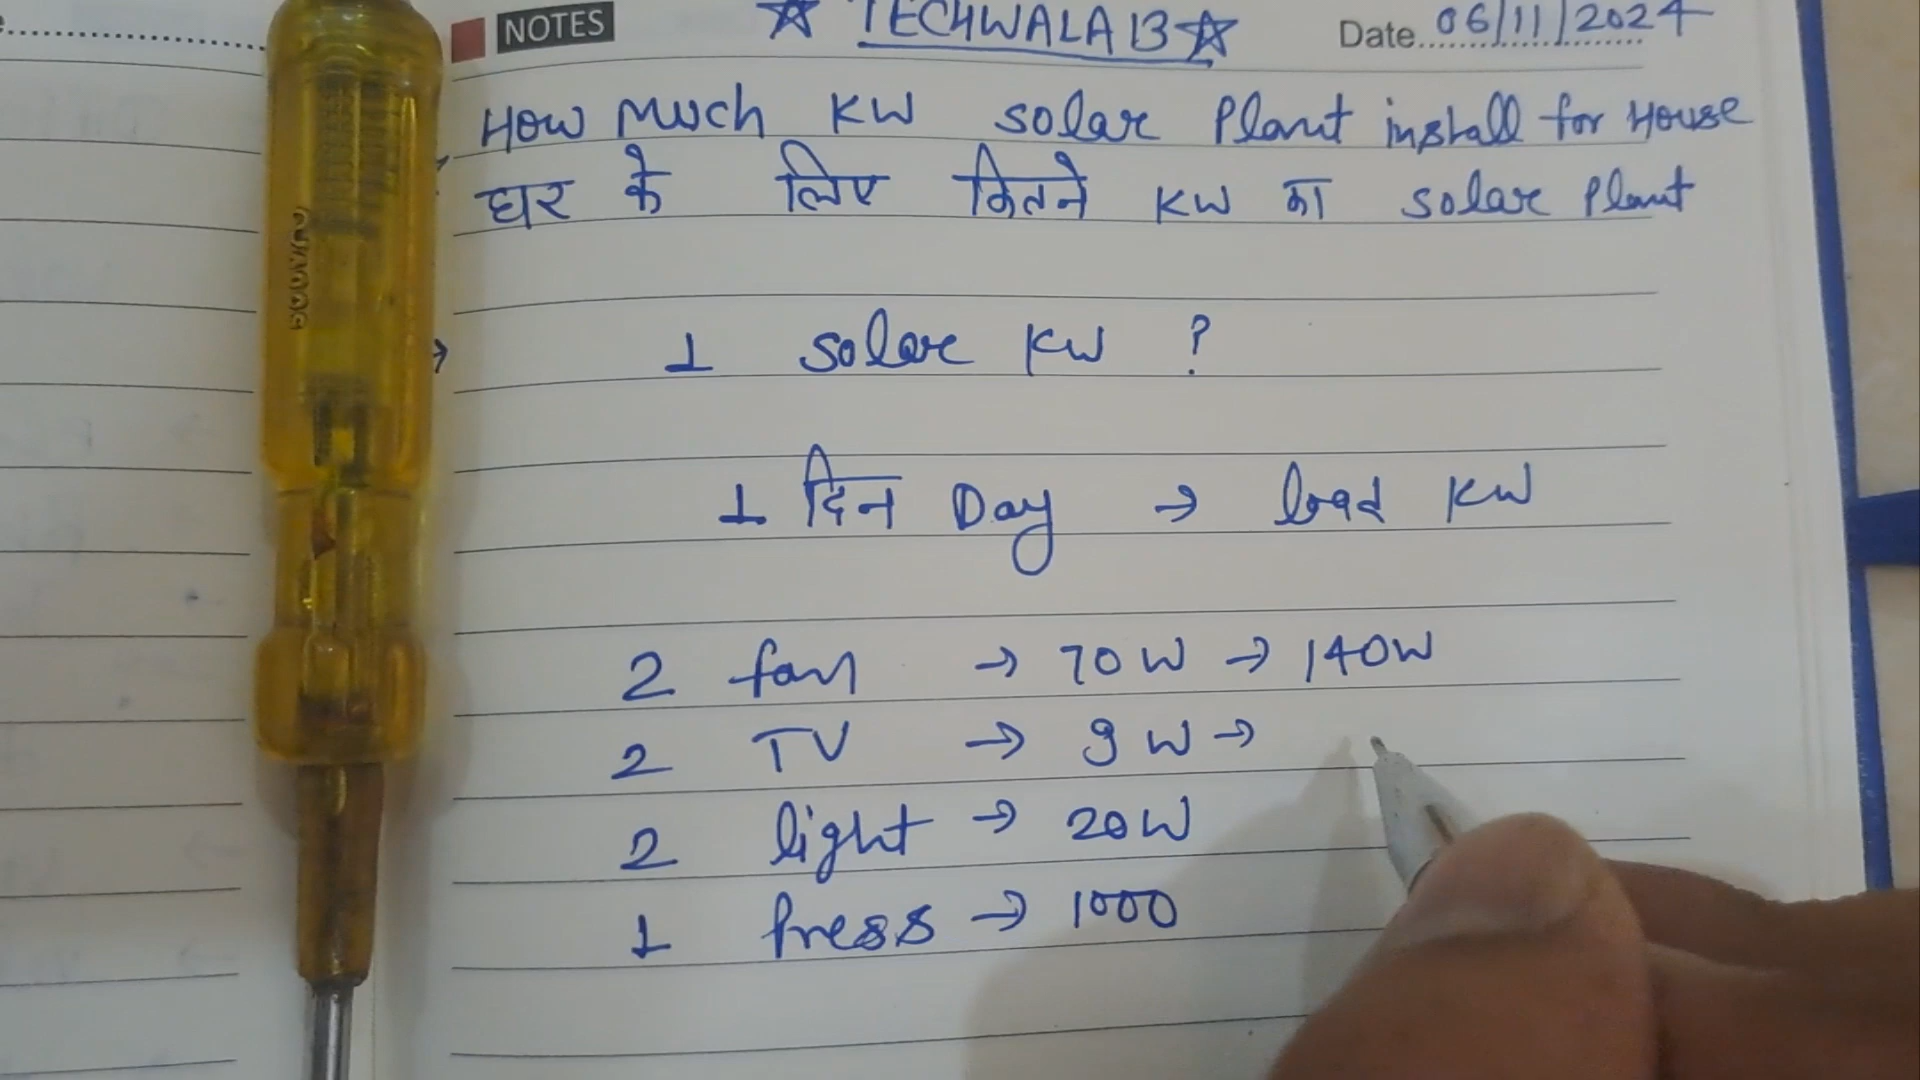 NOTES ☆ TECHWALA 13 ☆ Date 06/11/2024
How Much KW solar Plant install for House
घर के लिए कितने KW का solar Plant
→ 1 solar KW ?
1 दिन Day → load KW
2 fan → 70 W → 140W
2 TV → 9 W →
2 light → 20W
1 Press → 1000